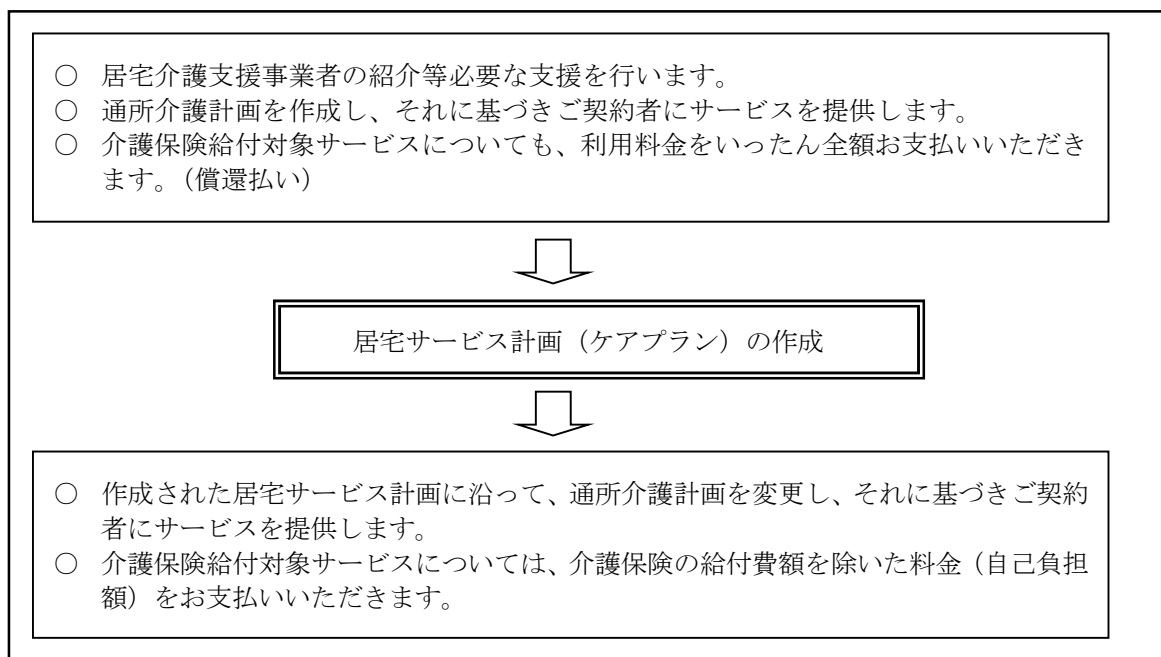 ○ 居宅介護支援事業者の紹介等必要な支援を行います。
○ 通所介護計画を作成し、それに基づきご契約者にサービスを提供します。
○ 介護保険給付対象サービスについても、利用料金をいったん全額お支払いいただき
ます。（償還払い）
居宅サービス計画（ケアプラン）の作成
○ 作成された居宅サービス計画に沿って、通所介護計画を変更し、それに基づきご契約
者にサービスを提供します。
○ 介護保険給付対象サービスについては、介護保険の給付費額を除いた料金（自己負担
額）をお支払いいただきます。